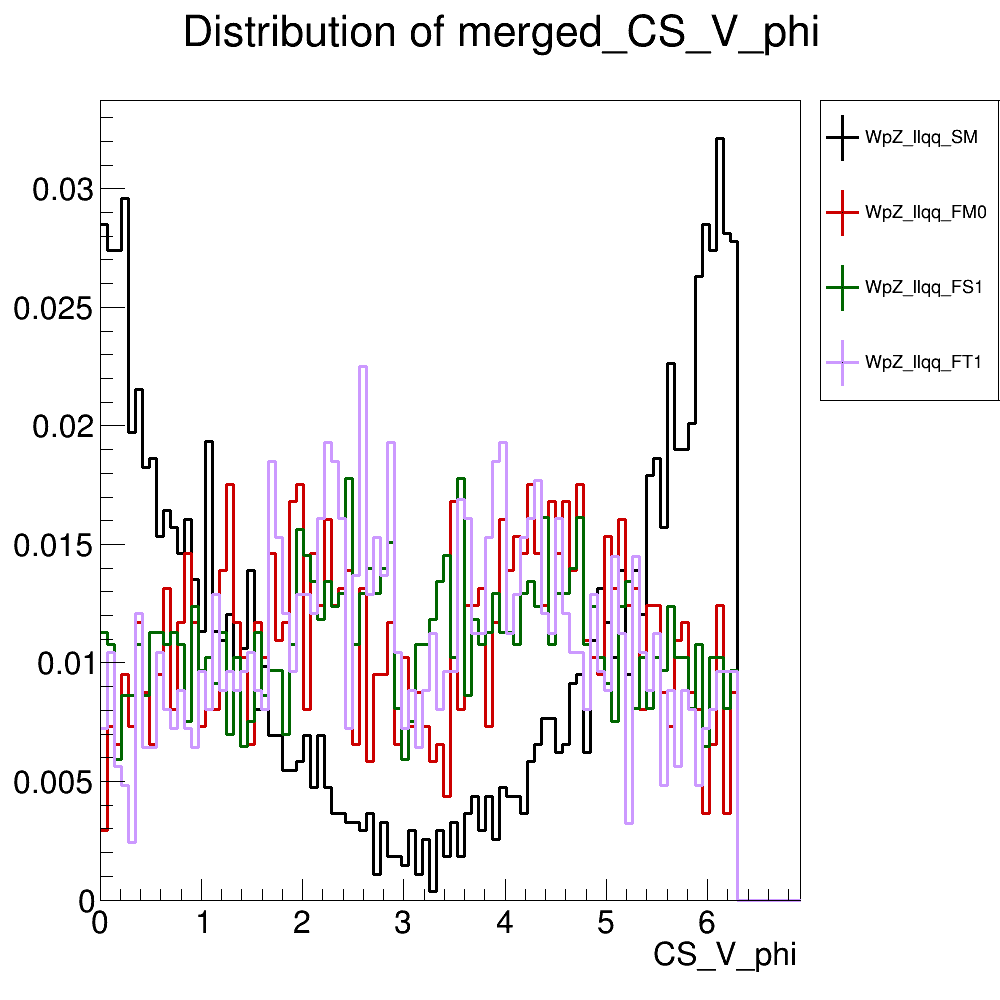 Distribution of merged_CS_V_phi
WpZ_llqq_SM
WpZ_llqq_FM0
WpZ_llqq_FS1
WpZ_llqq_FT1
0.03
0.025
0.02
0.015
0.01
0.005
0
0 1 2 3 4 5 6
CS_V_phi